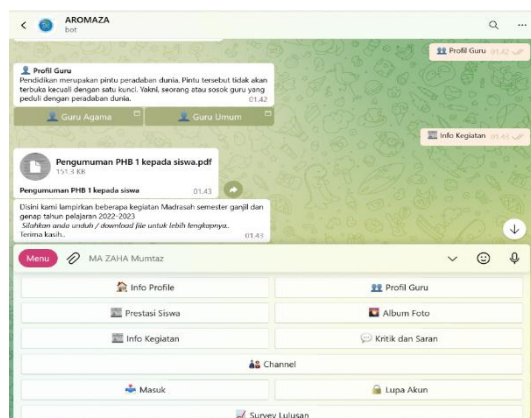 AROMAZA
bot
Profil Guru 01.42
Profil Guru
Pendidikan merupakan pintu peradaban dunia. Pintu tersebut tidak akan
terbuka kecuali dengan satu kunci. Yakni, seorang atau sosok guru yang
peduli dengan peradaban dunia. 01.42
Guru Agama
Guru Umum
Info Kegiatan 01.43
Pengumuman PHB 1 kepada siswa.pdf
151.3 KB
Pengumuman PHB 1 kepada siswa 01.43
Disini kami lampirkan beberapa kegiatan Madrasah semester ganjil dan
genap tahun pelajaran 2022-2023
Silahkan anda unduh / download file untuk lebih lengkapnya.
Terima kasih.. 01.43
Menu
MA ZAHA Mumtaz
Info Profile
Profil Guru
Prestasi Siswa
Album Foto
Info Kegiatan
Kritik dan Saran
Channel
Masuk
Lupa Akun
Survey Lulusan